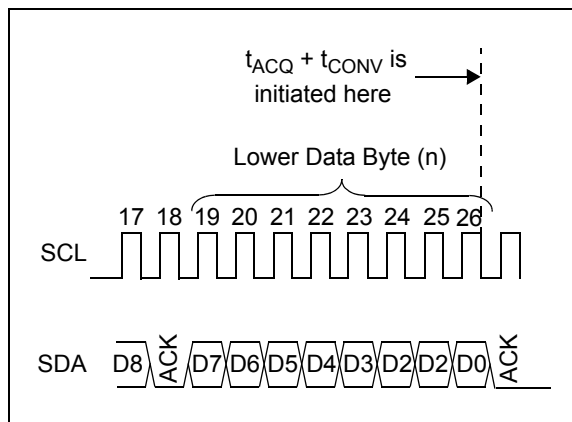 tACQ + tCONV is
initiated here
Lower Data Byte (n)
17 18 19 20 21 22 23 24 25 26
SCL
SDA D8 ACK D7 D6 D5 D4 D3 D2 D2 D0 ACK